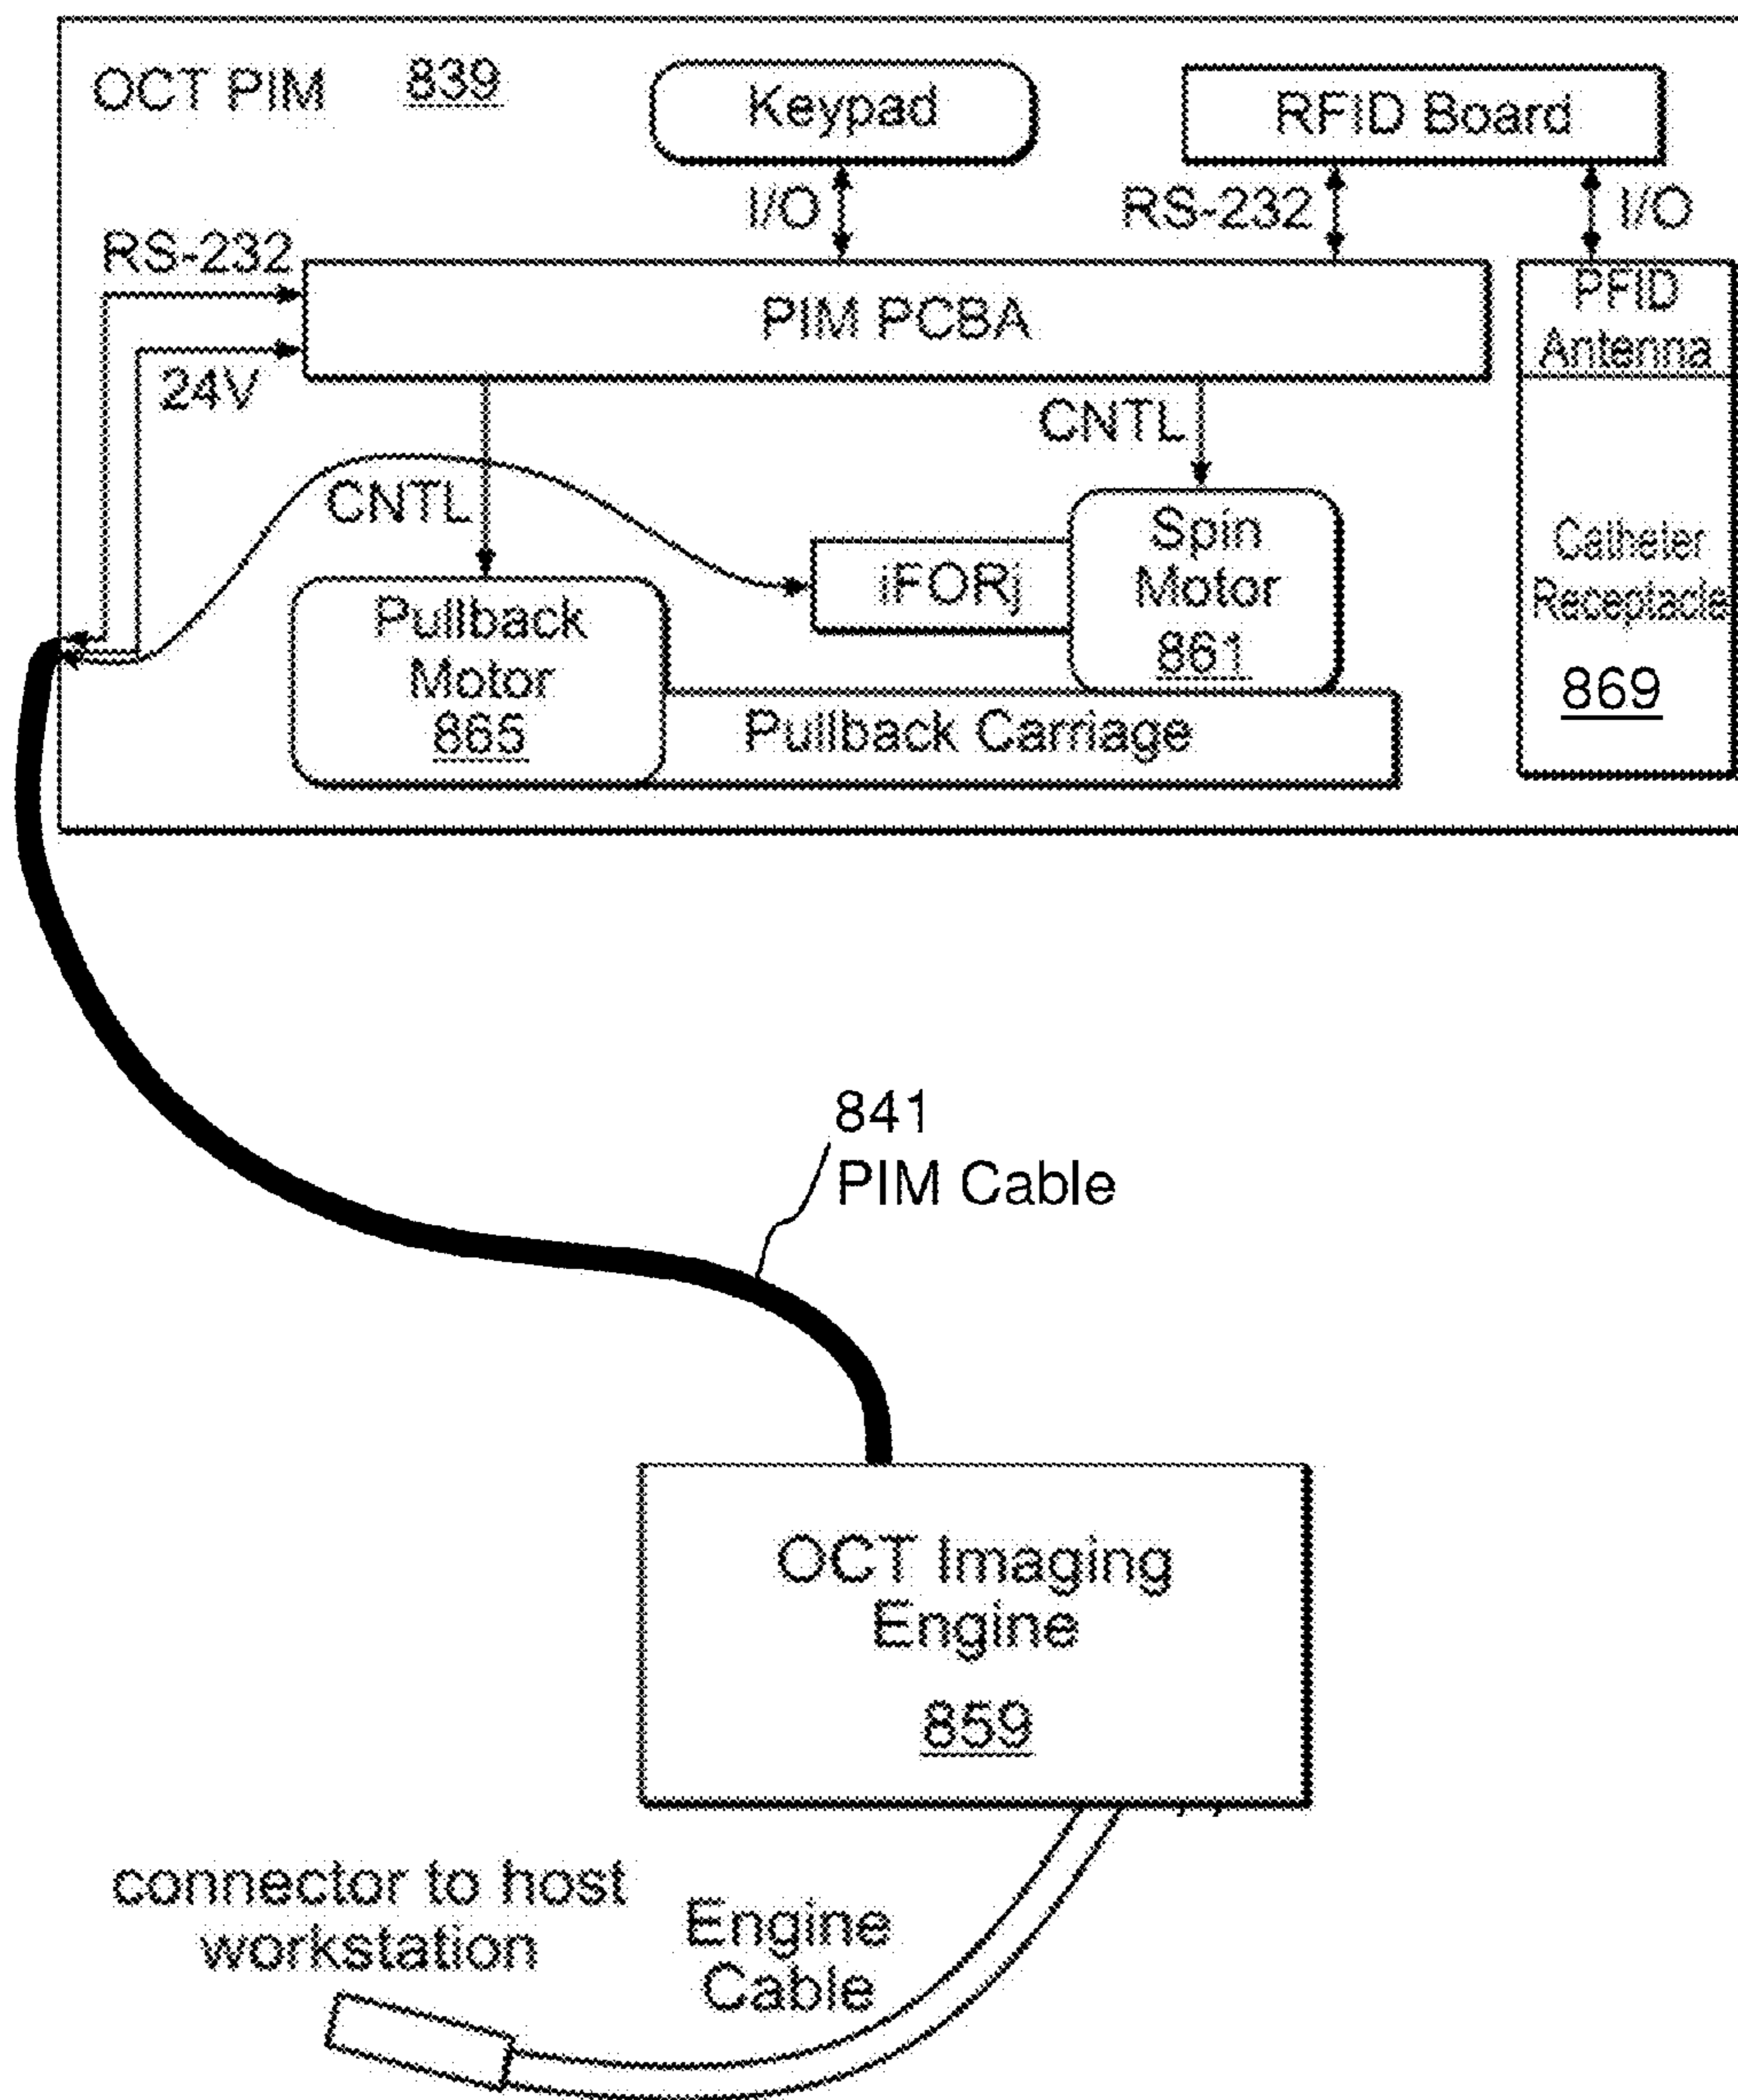 OCT PIM 839
Keypad
RFID Board
I/O
RS-232
I/O
RS-232
PIM PCBA
PFID
Antenna
24V
CNTL
CNTL
Spin
Motor
861
iFORj
Catheter
Receptacle
869
Pullback
Motor
865
Pullback Carriage
841
PIM Cable
OCT Imaging
Engine
859
connector to host
workstation
Engine
Cable